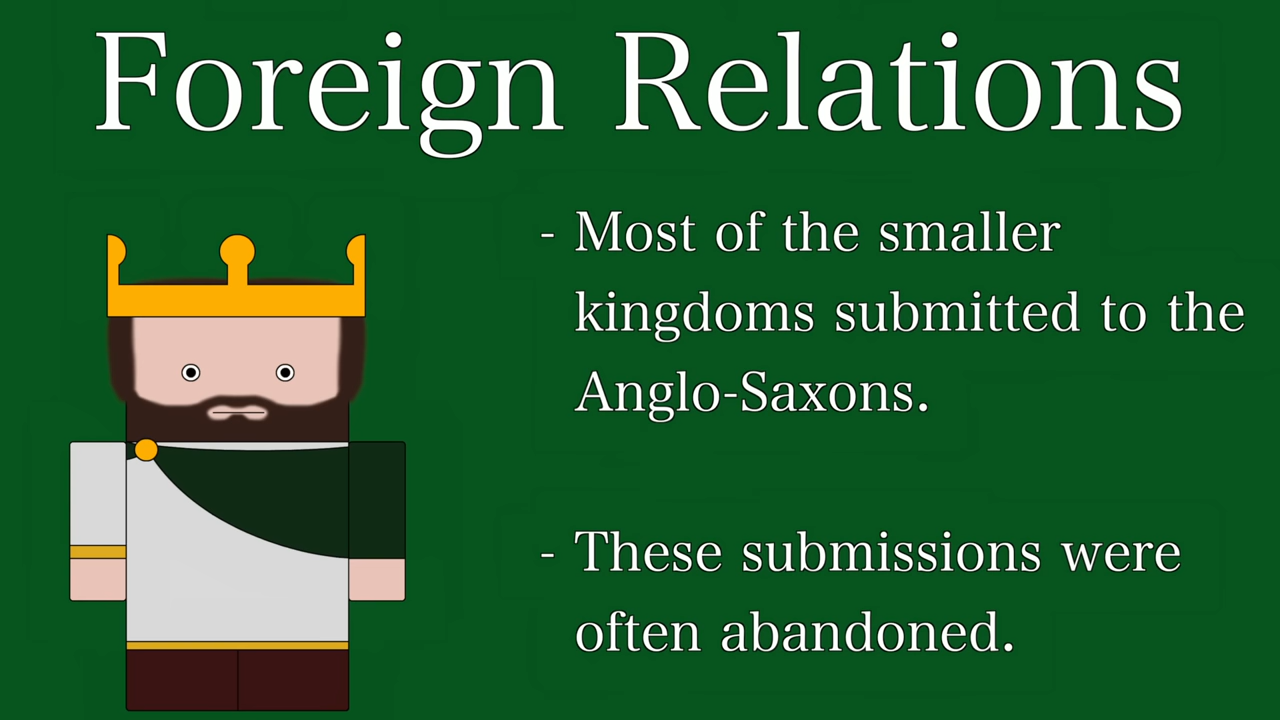 Foreign Relations
- Most of the smaller
kingdoms submitted to the
Anglo-Saxons.
- These submissions were
often abandoned.